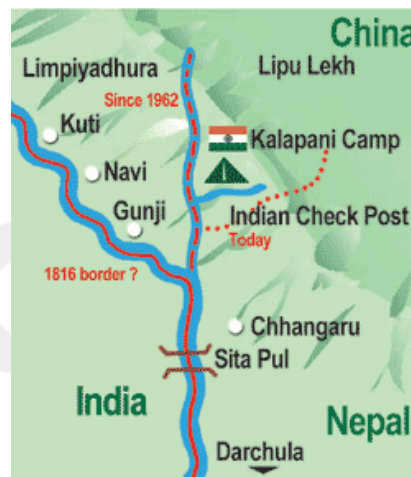 China
Limpiyadhura
Lipu Lekh
Since 1962
Kuti
Kalapani Camp
Navi
Gunji
Indian Check Post
Today
1816 border ?
Chhangaru
Sita Pul
India
Nepal
Darchula